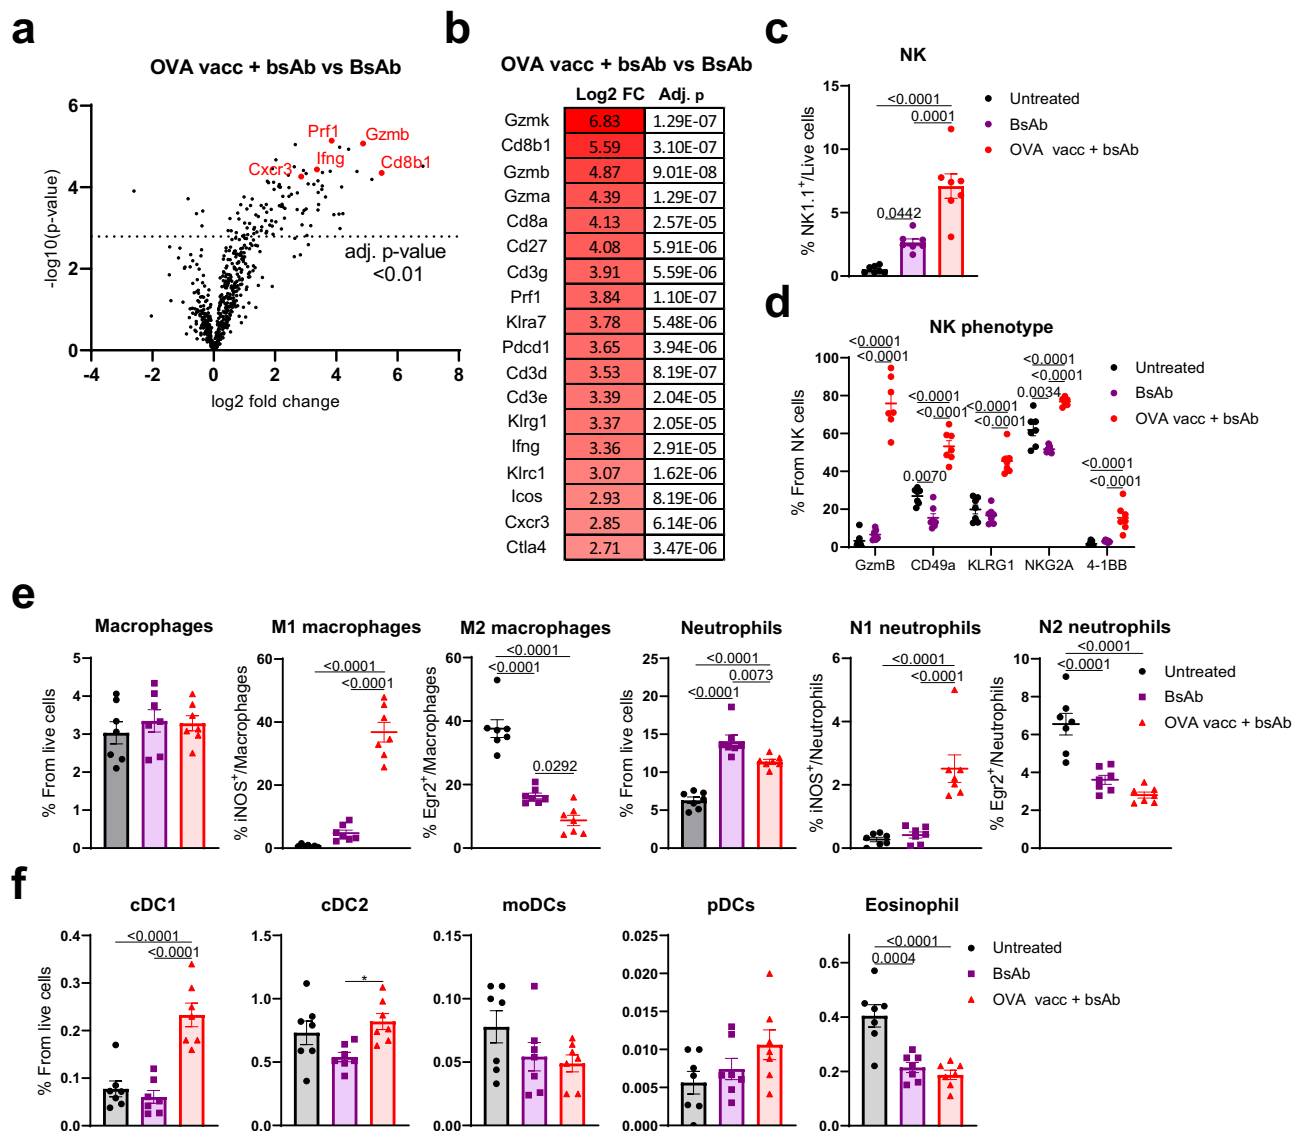 a
OVA vacc + bsAb vs BsAb
6
4
2
0
-4
-2
0
2
4
6
8
-log10(p-value)
log2 fold change
Prf1
Gzmb
Ifng
Cxcr3
Cd8b1
adj. p-value
<0.01
b
OVA vacc + bsAb vs BsAb
Log2 FC Adj. p
Gzmk 6.83 1.29E-07
Cd8b1 5.59 3.10E-07
Gzmb 4.87 9.01E-08
Gzma 4.39 1.29E-07
Cd8a 4.13 2.57E-05
Cd27 4.08 5.91E-06
Cd3g 3.91 5.59E-06
Prf1 3.84 1.10E-07
Klra7 3.78 5.48E-06
Pdcd1 3.65 3.94E-06
Cd3d 3.53 8.19E-07
Cd3e 3.39 2.04E-05
Klrg1 3.37 2.05E-05
Ifng 3.36 2.91E-05
Klrc1 3.07 1.62E-06
Icos 2.93 8.19E-06
Cxcr3 2.85 6.14E-06
Ctla4 2.71 3.47E-06
c
NK
% NK1.1+/Live cells
15
10
5
0
<0.0001
0.0001
0.0442
Untreated
BsAb
OVA vacc + bsAb
d
NK phenotype
% From NK cells
100
80
60
40
20
0
<0.0001
<0.0001
<0.0001
<0.0001
0.0070
<0.0001
<0.0001
<0.0001
<0.0001
0.0034
<0.0001
<0.0001
GzmB CD49a KLRG1 NKG2A 4-1BB
Untreated
BsAb
OVA vacc + bsAb
e
Macrophages
% From live cells
5
4
3
2
1
0
M1 macrophages
% iNOS+/Macrophages
60
40
20
0
<0.0001
<0.0001
M2 macrophages
% Egr2+/Macrophages
60
40
20
0
<0.0001
<0.0001
0.0292
Neutrophils
% From live cells
25
20
15
10
5
0
<0.0001
0.0073
<0.0001
N1 neutrophils
% iNOS+/Neutrophils
6
4
2
0
<0.0001
<0.0001
N2 neutrophils
% Egr2+/Neutrophils
10
8
6
4
2
0
<0.0001
<0.0001
Untreated
BsAb
OVA vacc + bsAb
f
cDC1
% From live cells
0.4
0.3
0.2
0.1
0.0
<0.0001
<0.0001
cDC2
1.5
1.0
0.5
0.0
*
moDCs
0.15
0.10
0.05
0.00
pDCs
0.025
0.020
0.015
0.010
0.005
0.000
Eosinophil
0.6
0.4
0.2
0.0
<0.0001
0.0004
Untreated
BsAb
OVA vacc + bsAb